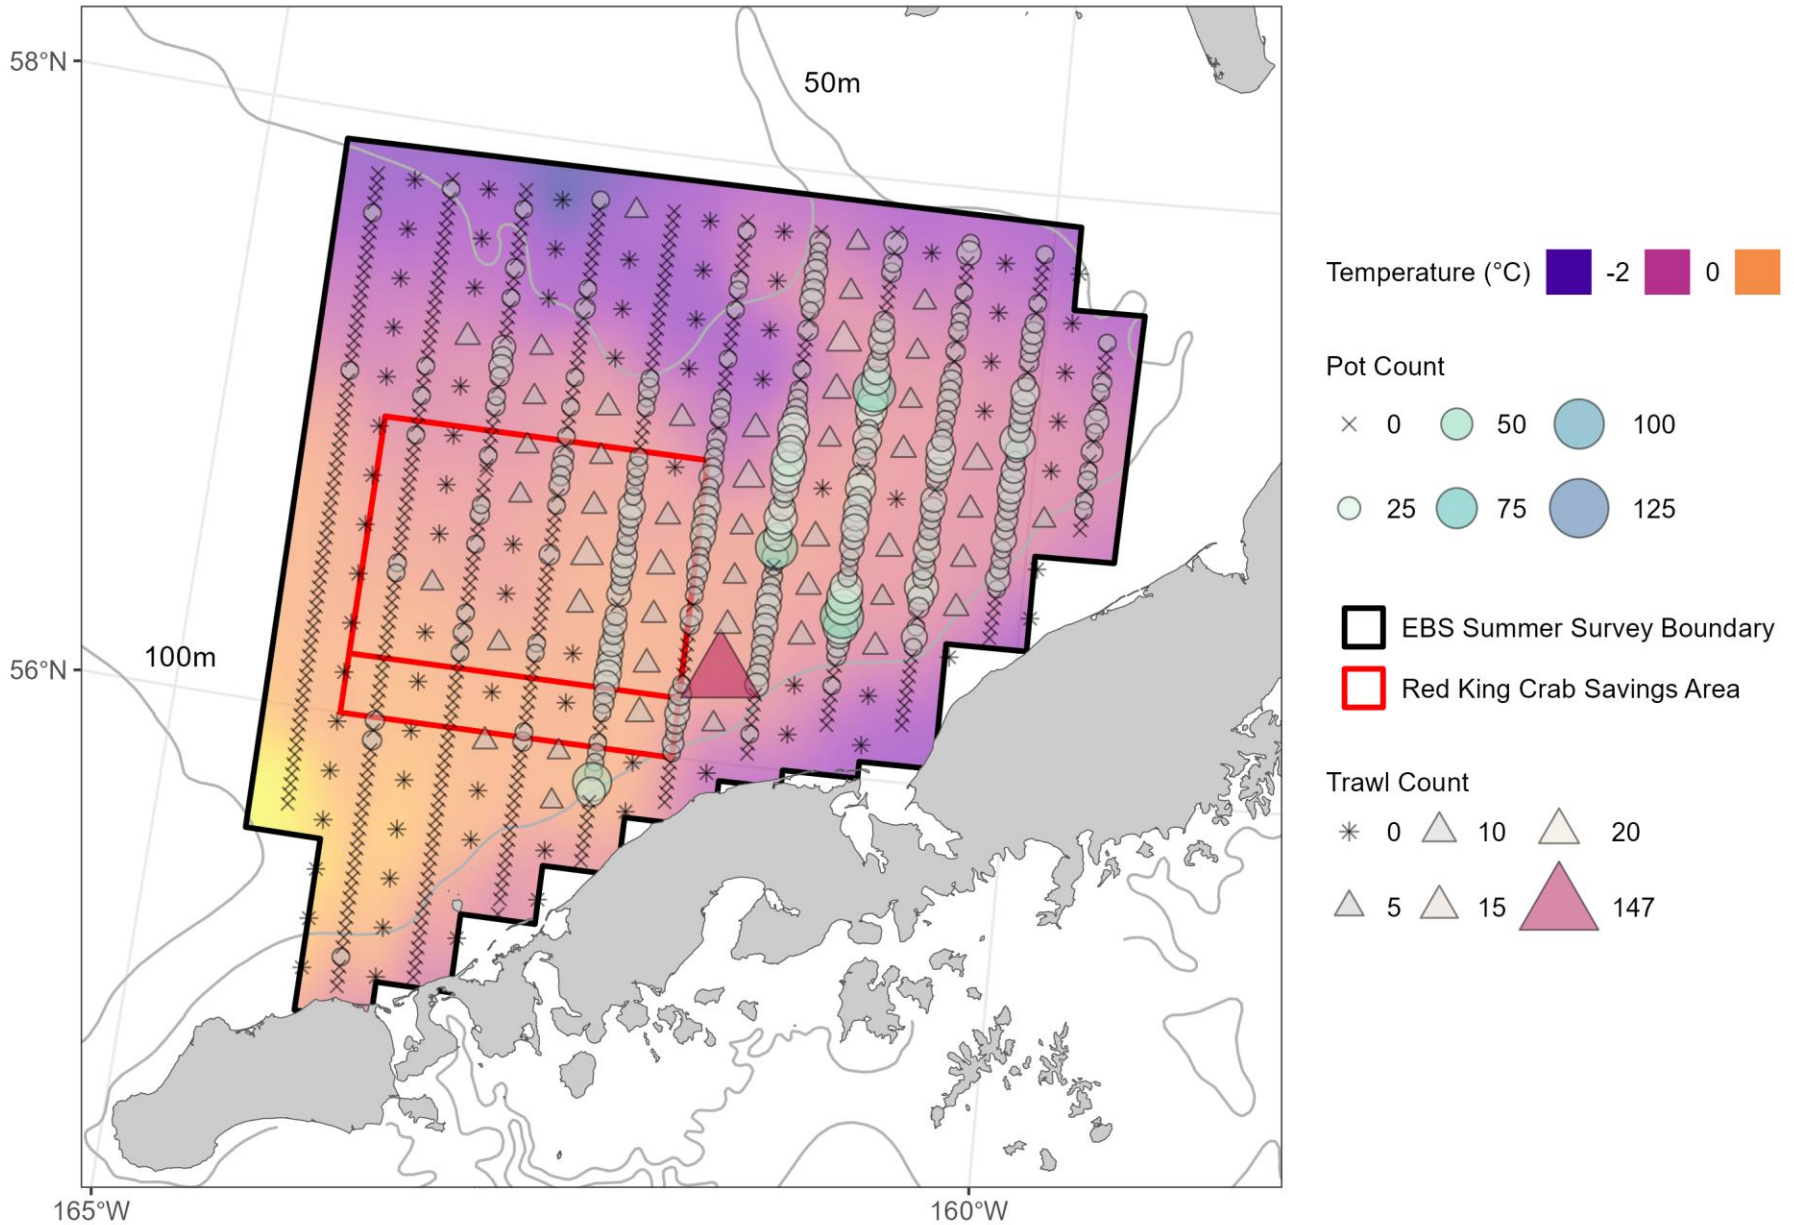 58°N
50m
100m
56°N
165°W
160°W
Temperature (°C) -2 0
Pot Count
0 50 100
25 75 125
EBS Summer Survey Boundary
Red King Crab Savings Area
Trawl Count
0 10 20
5 15 147